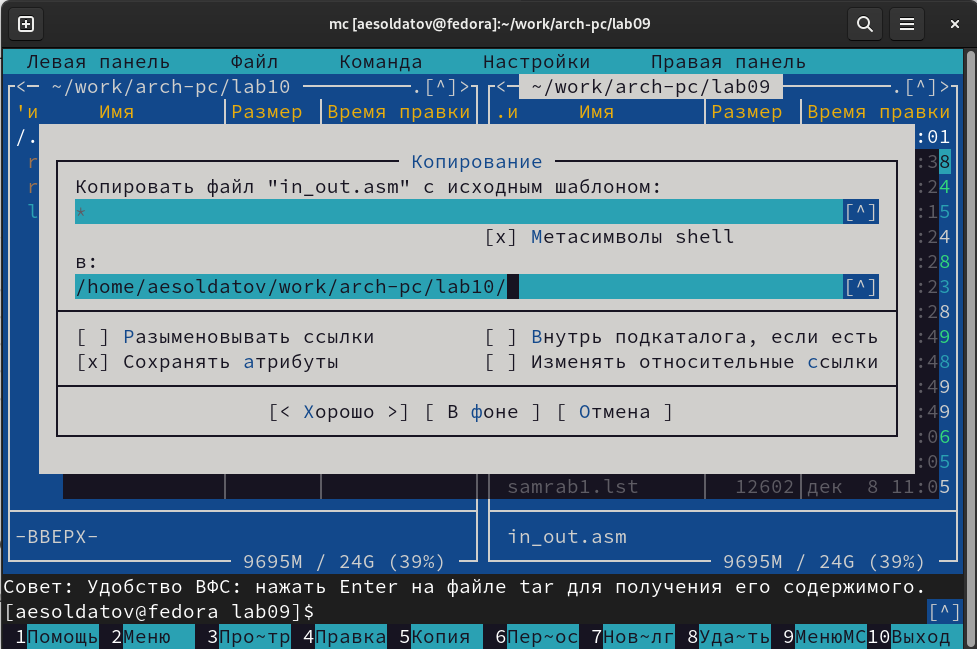 mc [aesoldatov@fedora]:~/work/arch-pc/lab09
Левая панель Файл Команда Настройки Правая панель
<─ ~/work/arch-pc/lab10 .[^]> <─ ~/work/arch-pc/lab09 .[^]>
'и Имя Размер Время правки .и Имя Размер Время правки
/. :01
Копирование
r :38
Копировать файл "in_out.asm" с исходным шаблоном:
r :24
* [^]
l :15
[x] Метасимволы shell
:24
в:
:28
/home/aesoldatov/work/arch-pc/lab10/ [^]
:23
:28
[ ] Разыменовывать ссылки [ ] Внутрь подкаталога, если есть
:49
[x] Сохранять атрибуты [ ] Изменять относительные ссылки
:48
:49
[< Хорошо >] [ В фоне ] [ Отмена ]
:49
:06
:05
samrab1.lst 12602 дек 8 11:05
-ВВЕРХ- in_out.asm
9695M / 24G (39%) 9695M / 24G (39%)
Совет: Удобство ВФС: нажать Enter на файле tar для получения его содержимого.
[aesoldatov@fedora lab09]$ [^]
1Помощь 2Меню 3Про~тр 4Правка 5Копия 6Пер~ос 7Нов~лг 8Уда~ть 9МенюMC 10Выход